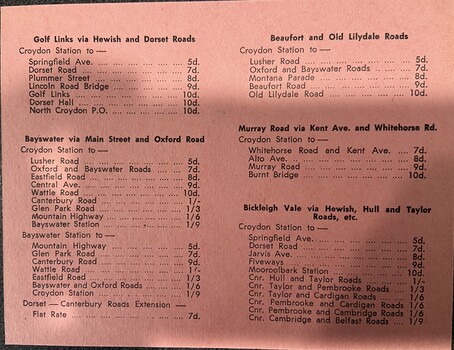 Golf Links via Hewish and Dorset Roads
Croydon Station to —
Springfield Ave. .... .... .... .... .... 5d.
Dorset Road .... .... .... .... .... 7d.
Plummer Street .... .... .... .... 8d.
Lincoln Road Bridge .... .... .... .... 9d.
Golf Links .... .... .... .... .... 10d.
Dorset Hall .... .... .... .... .... 10d.
North Croydon P.O. .... .... .... .... 10d.
Bayswater via Main Street and Oxford Road
Croydon Station to —
Lusher Road .... .... .... .... .... 5d.
Oxford and Bayswater Roads .... .... 7d.
Eastfield Road .... .... .... .... 8d.
Central Ave. .... .... .... .... .... 9d.
Wattle Road .... .... .... .... .... 10d.
Canterbury Road .... .... .... .... 1/-
Glen Park Road .... .... .... .... 1/3
Mountain Highway .... .... .... .... 1/6
Bayswater Station .... .... .... .... 1/9
Bayswater Station to —
Mountain Highway .... .... .... .... 5d.
Glen Park Road .... .... .... .... 7d.
Canterbury Road .... .... .... .... 9d.
Wattle Road .... .... .... .... .... 1/-
Eastfield Road .... .... .... .... 1/3
Bayswater and Oxford Roads .... .... 1/6
Croydon Station .... .... .... .... 1/9
Dorset — Canterbury Roads Extension —
Flat Rate .... .... .... .... .... 7d.
Beaufort and Old Lilydale Roads
Croydon Station to —
Lusher Road .... .... .... .... .... 5d.
Oxford and Bayswater Roads .... .... 7d.
Montana Parade .... .... .... .... 8d.
Beaufort Road .... .... .... .... 9d.
Old Lilydale Road .... .... .... .... 10d.
Murray Road via Kent Ave. and Whitehorse Rd.
Croydon Station to —
Whitehorse Road and Kent Ave. .... .... 7d.
Alto Ave. .... .... .... .... .... 8d.
Murray Road .... .... .... .... .... 9d.
Burnt Bridge .... .... .... .... .... 10d.
Bickleigh Vale via Hewish, Hull and Taylor
Roads, etc.
Croydon Station to —
Springfield Ave. .... .... .... .... 5d.
Dorset Road .... .... .... .... .... 7d.
Jarvis Ave. .... .... .... .... .... 8d.
Fiveways .... .... .... .... .... 9d.
Mooroolbark Station .... .... .... .... 10d.
Cnr. Hull and Taylor Roads .... .... 1/-
Cnr. Taylor and Pembrooke Roads .... 1/3
Cnr. Taylor and Cardigan Roads .... 1/6
Cnr. Pembrooke and Cardigan Roads 1/6
Cnr. Pembrooke and Cambridge Roads 1/6
Cnr. Cambridge and Belfast Roads .... 1/9